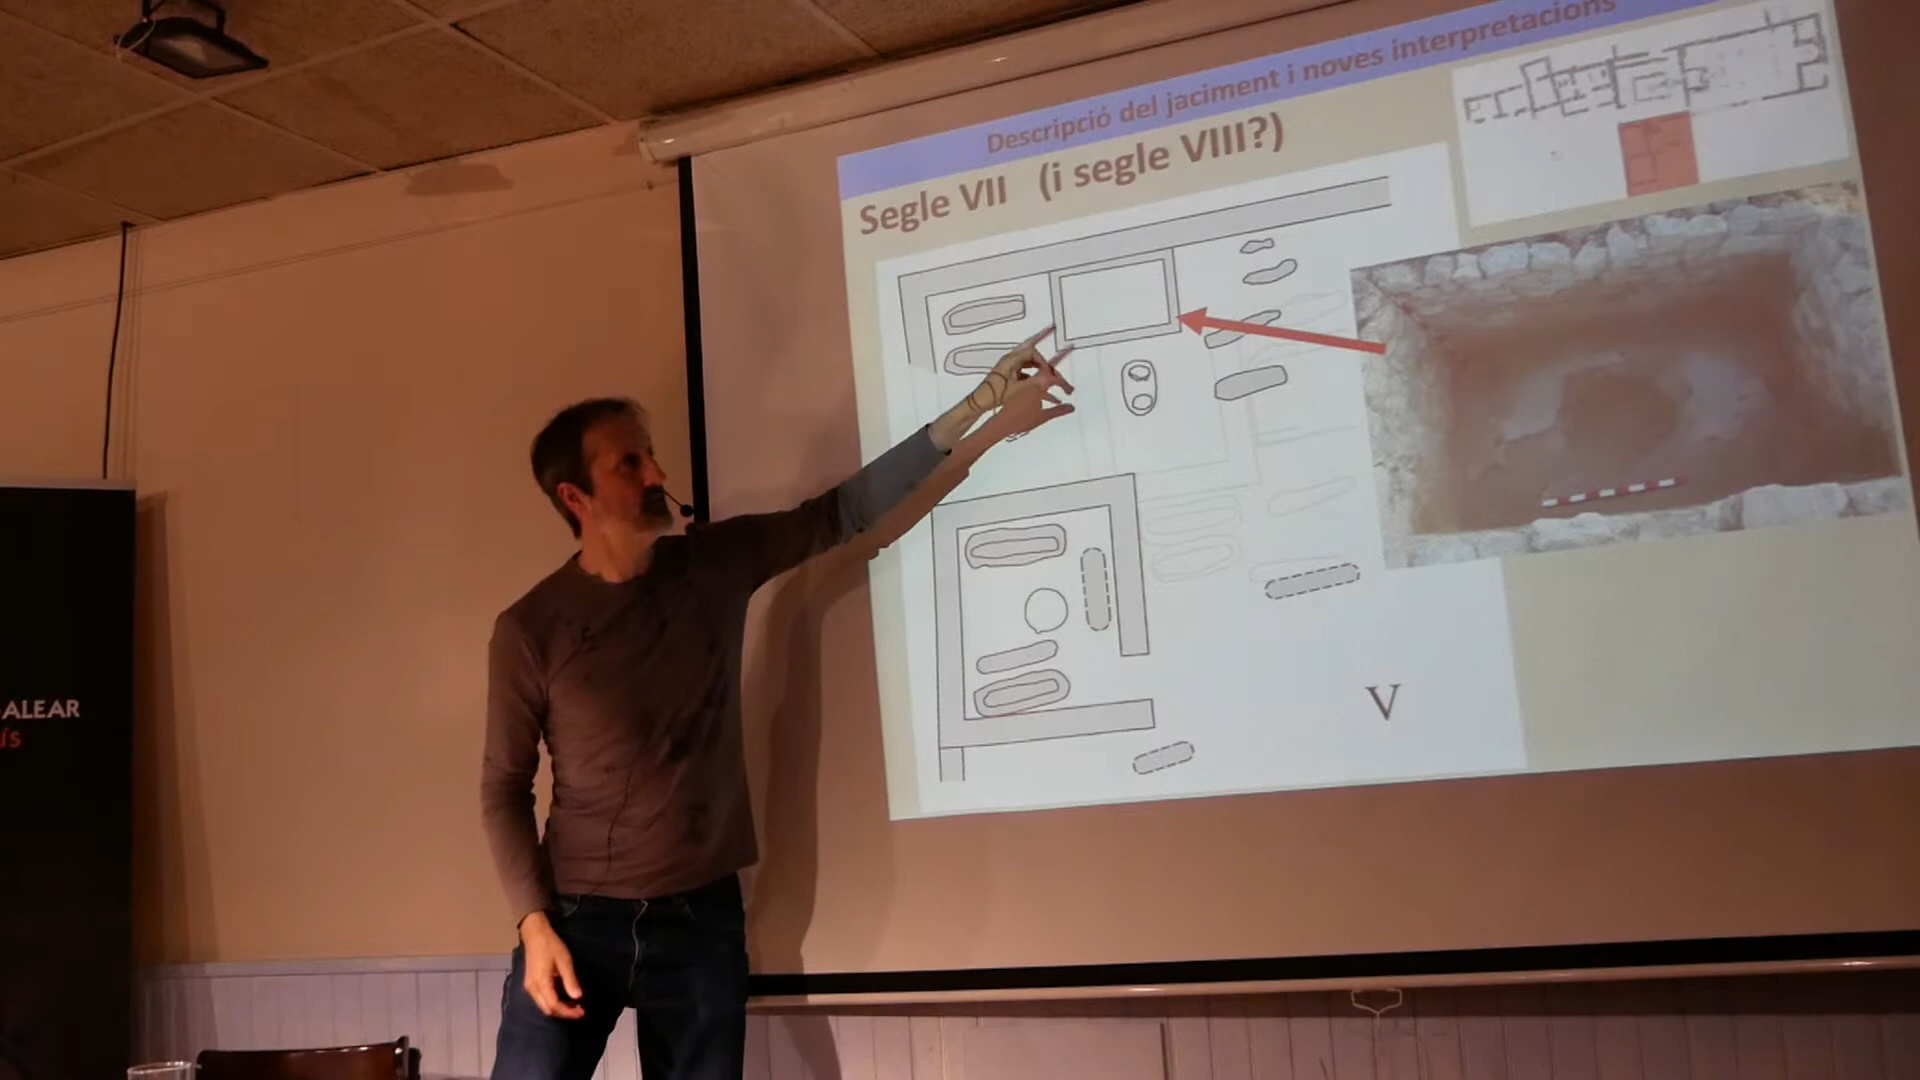 Descripció del jaciment i noves interpretacions
Segle VII (i segle VIII?)
V
ALEAR